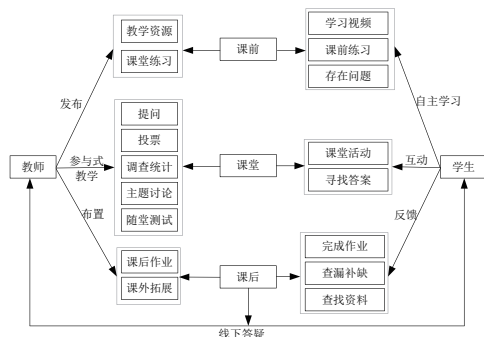 教学资源
课堂练习
课前
学习视频
课前练习
存在问题
发布
自主学习
提问
投票
调查统计
主题讨论
随堂测试
教师
参与式
教学
课堂
课堂活动
寻找答案
互动
学生
布置
反馈
课后作业
课外拓展
课后
完成作业
查漏补缺
查找资料
线下答疑